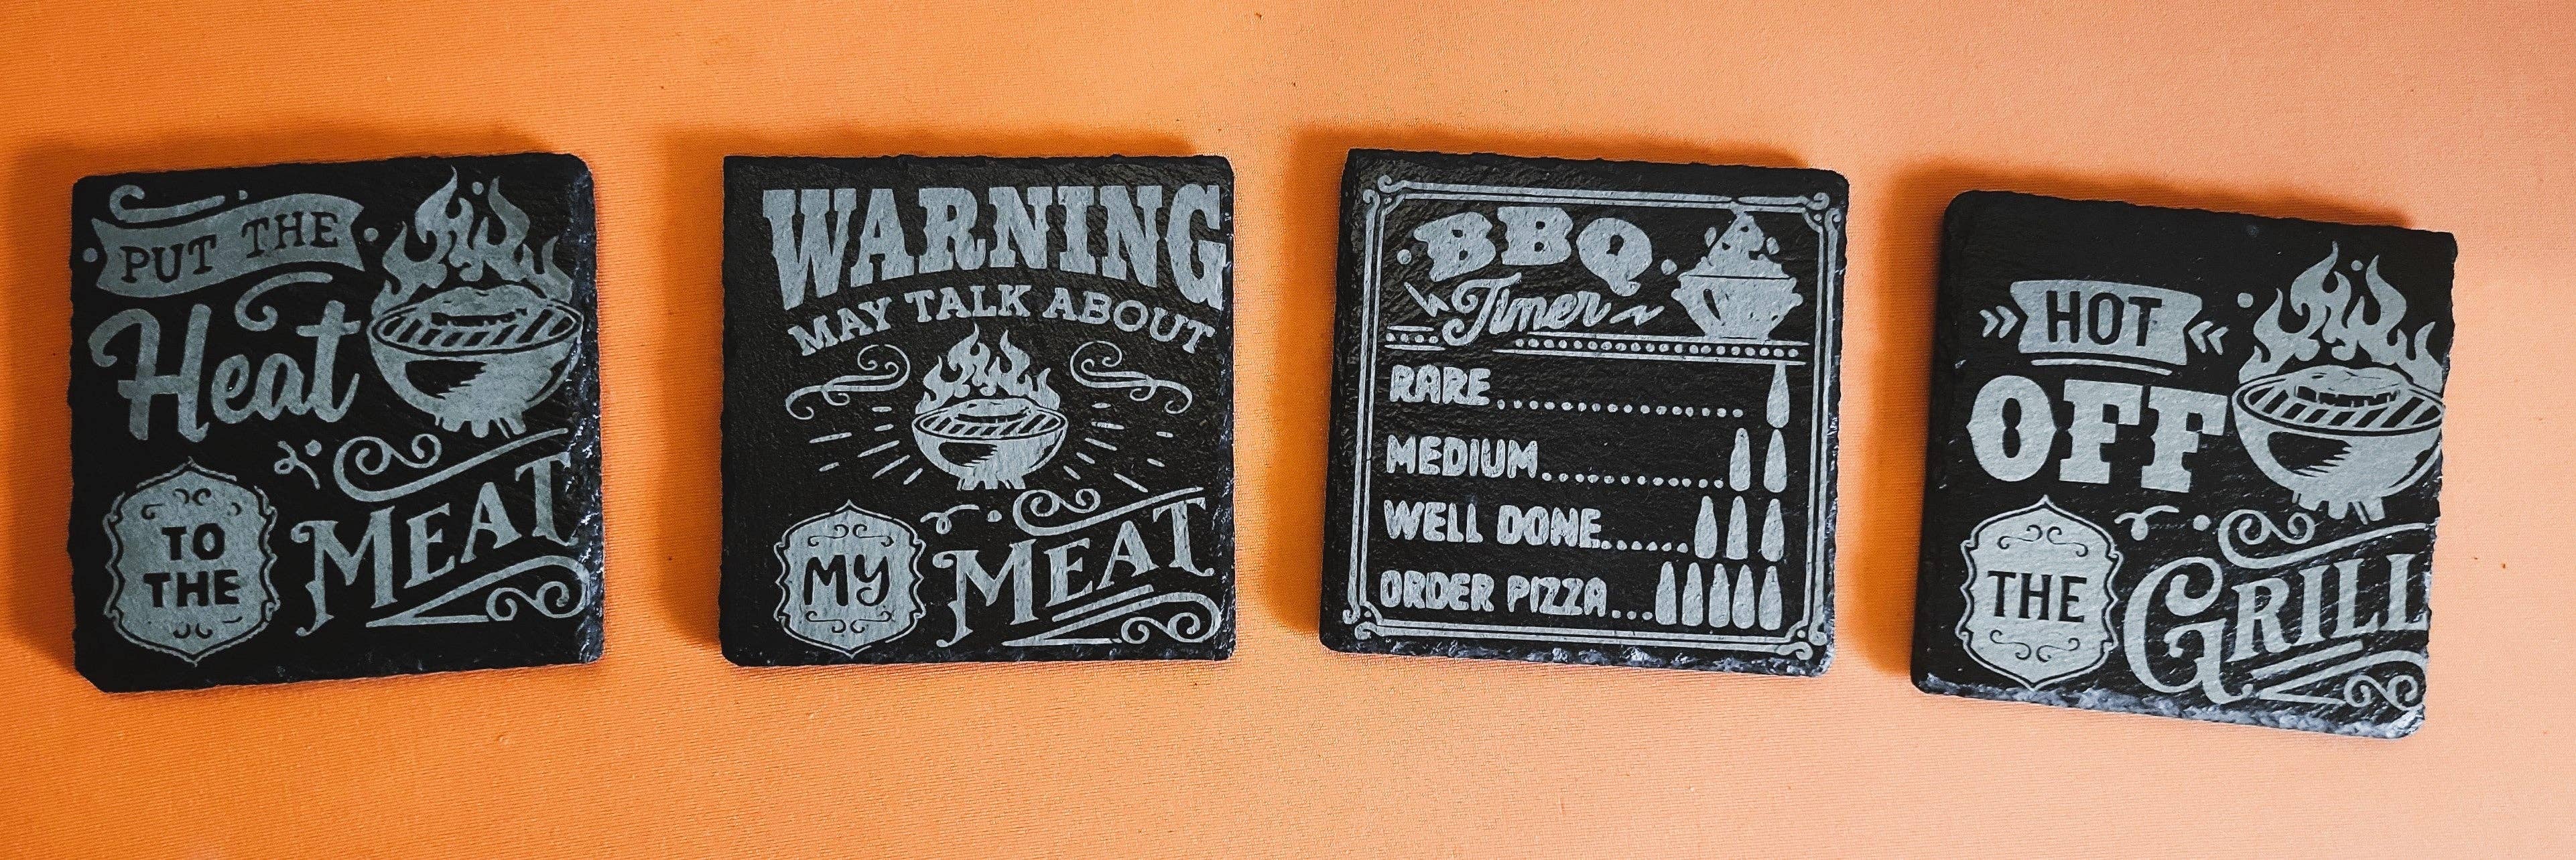 PUT THE
Heat
TO
THE
MEAT
WARNING
MAY TALK ABOUT
MY
MEAT
BBQ
Timer
RARE..................
MEDIUM..............
WELL DONE......
ORDER PIZZA...
HOT
OFF
THE
GRILL